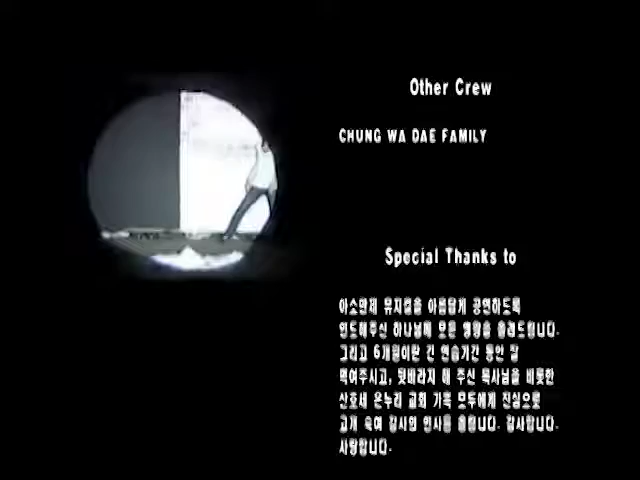 Other Crew
CHUNG WA DAE FAMILY
Special Thanks to
뮤지컬을 아름답게 공연하도록
인도해주신 하나님께 모든 영광을 올려드립니다.
그리고 6개월이란 긴 연습기간 동안 잘
먹여주시고, 뒷바라지 해 주신 목사님을 비롯한
산호세 온누리 교회 가족 모두에게 진심으로
고개 숙여 감사의 인사를 올립니다. 감사합니다.
사랑합니다.